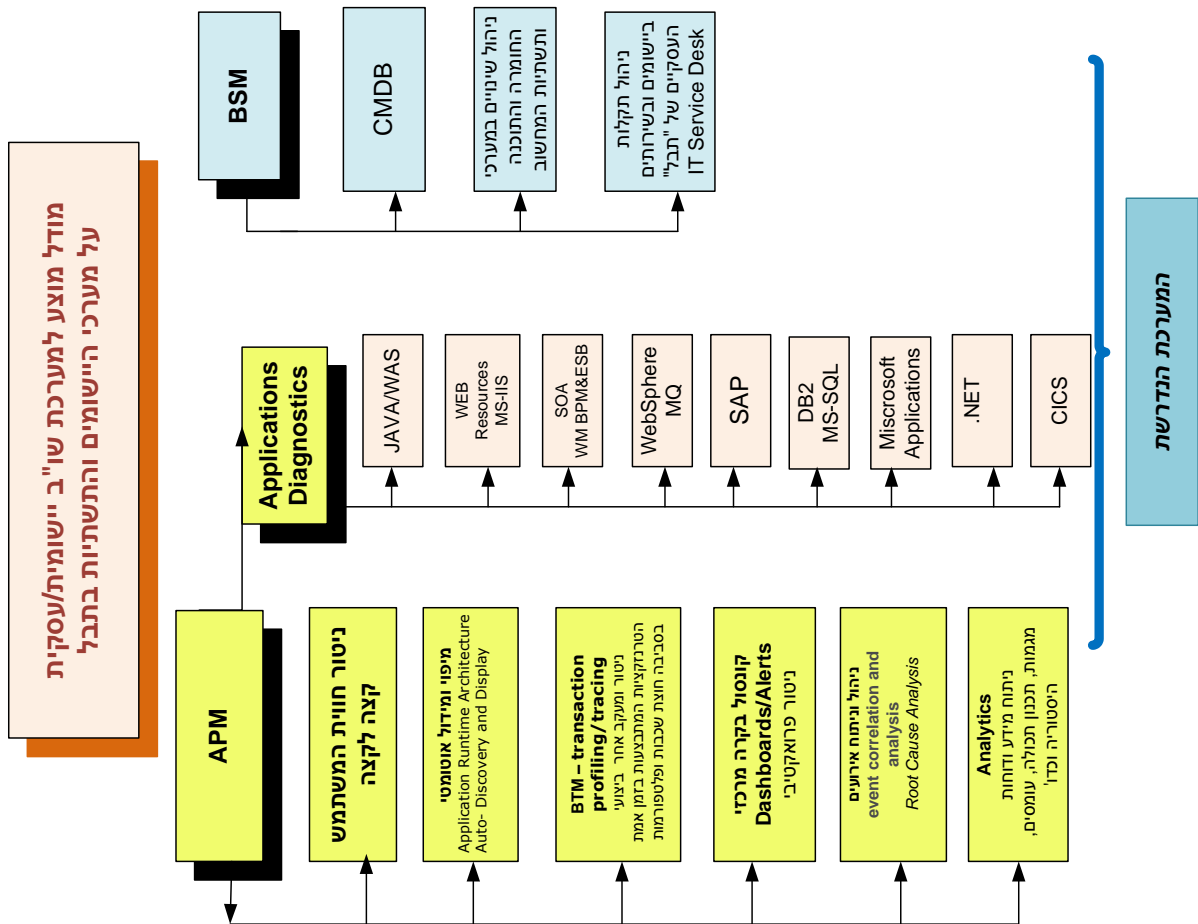 מודל מוצע למערכת שו"ב יישומית/עסקית
על מערכי היישומים והתשתיות בתבל
APM
ניטור חווית המשתמש
קצה לקצה
מיפוי ומידול אוטומטי
Application Runtime Architecture
Auto- Discovery and Display
BTM – transaction
profiling/tracing
ניטור ומעקב אחר ביצועי
הטרנזקציות המתבצעות בזמן אמת
בסביבה חוצת שכבות ופלטפורמות
קונסול בקרה מרכזי
Dashboards/Alerts
ניטור פרואקטיבי
ניהול וניתוח אירועים
event correlation and
analysis
Root Cause Analysis
Analytics
ניתוח מידע ודוחות
מגמות, תכנון תכולה, עומסים,
היסטוריה וכדו'
Applications
Diagnostics
JAVA/WAS
WEB
Resources
MS-IIS
SOA
WM BPM&ESB
WebSphere
MQ
SAP
DB2
MS-SQL
Miscrosoft
Applications
.NET
CICS
BSM
CMDB
ניהול שינויים במערכי
החומרה והתוכנה
ותשתיות המחשוב
ניהול תקלות
ביישומים ובשירותים
העסקיים של "תבל"
IT Service Desk
המערכת הנדרשת